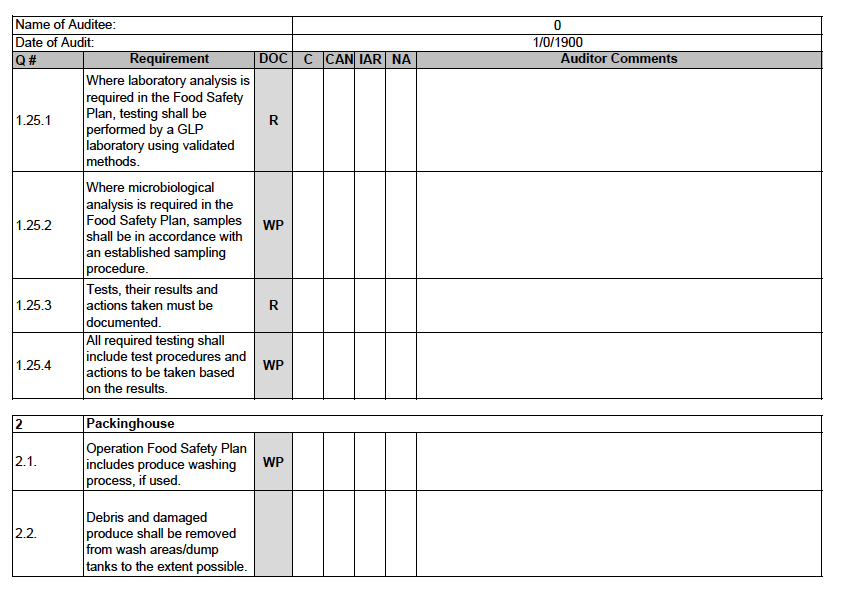 Name of Auditee: 0
Date of Audit: 1/0/1900
Q # Requirement DOC C CAN IAR NA Auditor Comments
Where laboratory analysis is
required in the Food Safety
Plan, testing shall be
1.25.1 performed by a GLP R
laboratory using validated
methods.
Where microbiological
analysis is required in the
1.25.2 Food Safety Plan, samples WP
shall be in accordance with
an established sampling
procedure.
Tests, their results and
1.25.3 actions taken must be R
documented.
All required testing shall
include test procedures and
1.25.4 actions to be taken based WP
on the results.
2 Packinghouse
Operation Food Safety Plan
2.1. includes produce washing WP
process, if used.
Debris and damaged
2.2. produce shall be removed
from wash areas/dump
tanks to the extent possible.